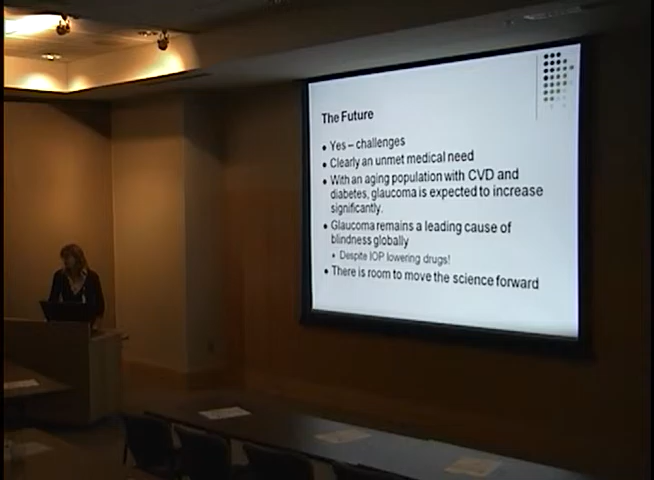 The Future
Yes – challenges
Clearly an unmet medical need
With an aging population with CVD and
diabetes, glaucoma is expected to increase
significantly.
Glaucoma remains a leading cause of
blindness globally
Despite IOP lowering drugs!
There is room to move the science forward